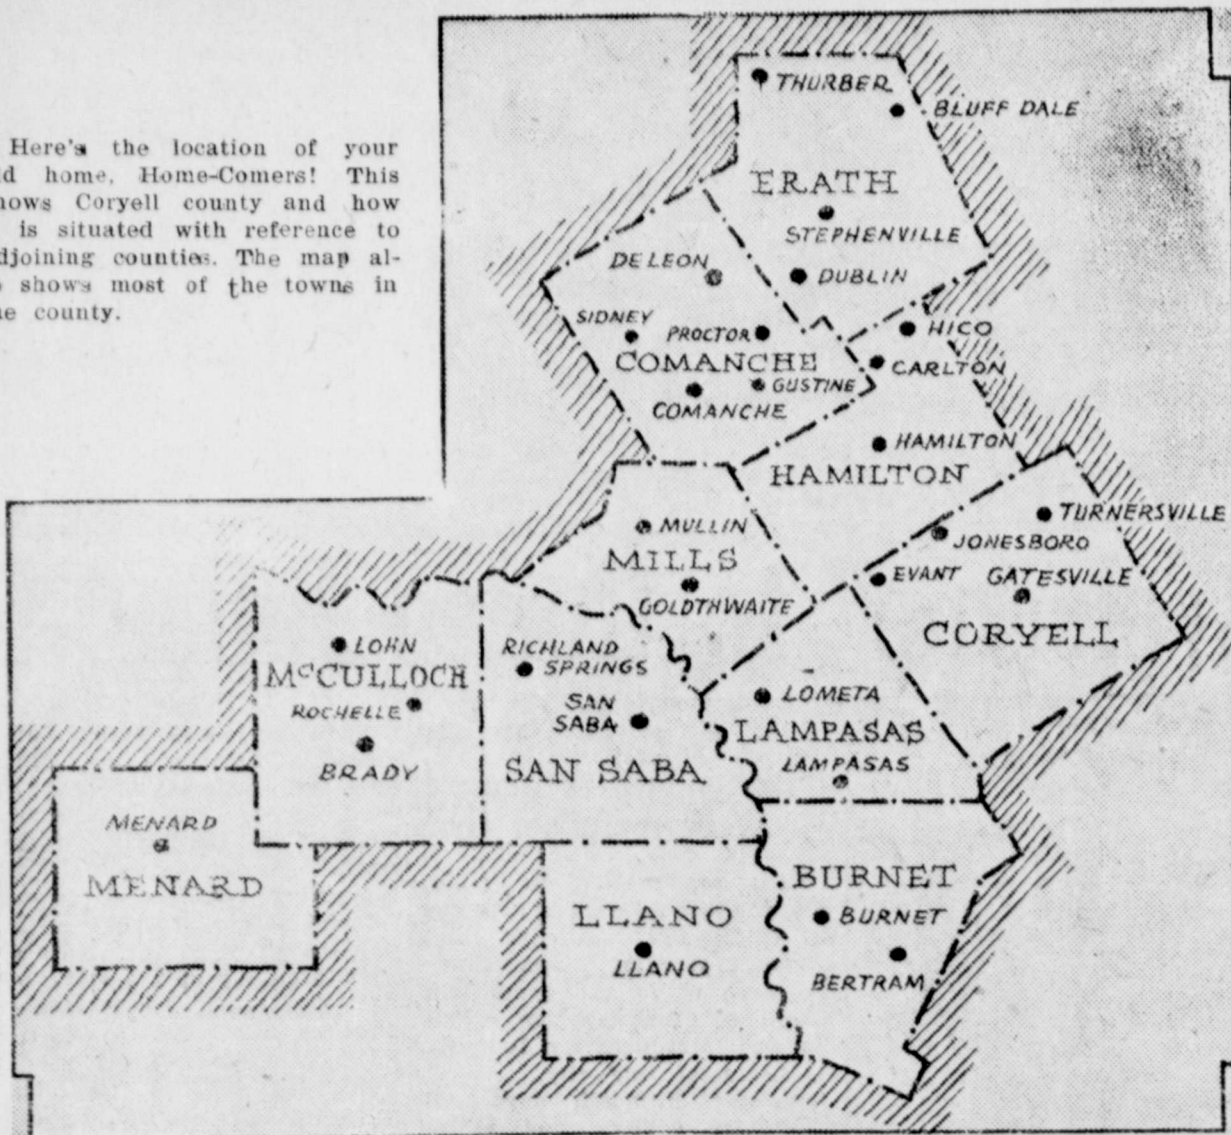 Here's the location of your
d home, Home-Comers! This
hows Coryell county and how
is situated with reference to
djoining counties. The map al-
o shows most of the towns in
e county.
THURBER
BLUFF DALE
ERATH
STEPHENVILLE
DE LEON
DUBLIN
SIDNEY
PROCTOR
HICO
COMANCHE
CARLTON
GUSTINE
COMANCHE
HAMILTON
HAMILTON
MULLIN
TURNERSVILLE
JONESBORO
MILLS
EVANT
GATESVILLE
GOLDTHWAITE
CORYELL
LOHN
RICHLAND
SPRINGS
McCULLOCH
LOMETA
ROCHELLE
SAN
SABA
LAMPASAS
BRADY
SAN SABA
LAMPASAS
MENARD
MENARD
BURNET
LLANO
BURNET
LLANO
BERTRAM